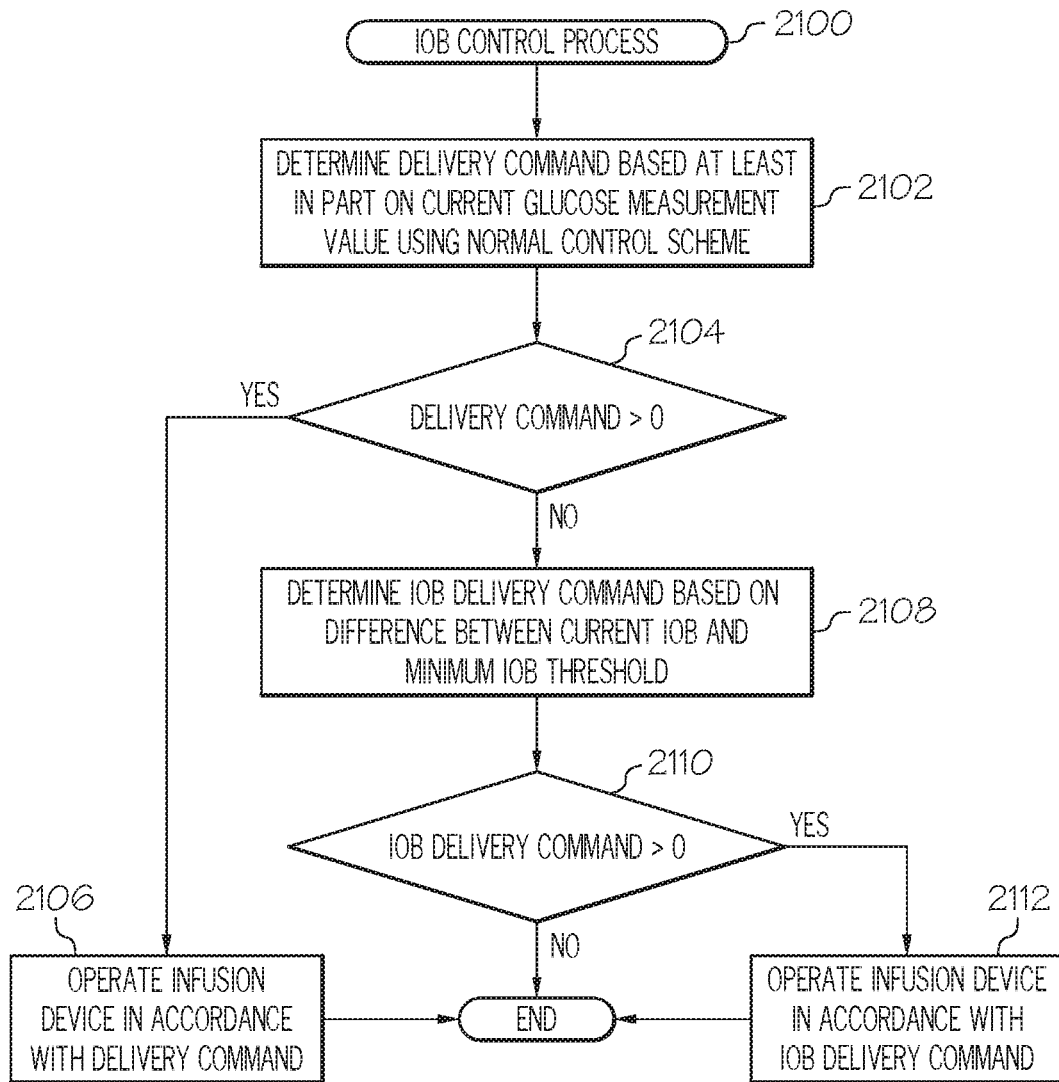 IOB CONTROL PROCESS
2100
DETERMINE DELIVERY COMMAND BASED AT LEAST
IN PART ON CURRENT GLUCOSE MEASUREMENT
VALUE USING NORMAL CONTROL SCHEME
2102
2104
YES
DELIVERY COMMAND > 0
NO
DETERMINE IOB DELIVERY COMMAND BASED ON
DIFFERENCE BETWEEN CURRENT IOB AND
MINIMUM IOB THRESHOLD
2108
2110
IOB DELIVERY COMMAND > 0
YES
NO
2106
OPERATE INFUSION
DEVICE IN ACCORDANCE
WITH DELIVERY COMMAND
END
2112
OPERATE INFUSION DEVICE
IN ACCORDANCE WITH
IOB DELIVERY COMMAND